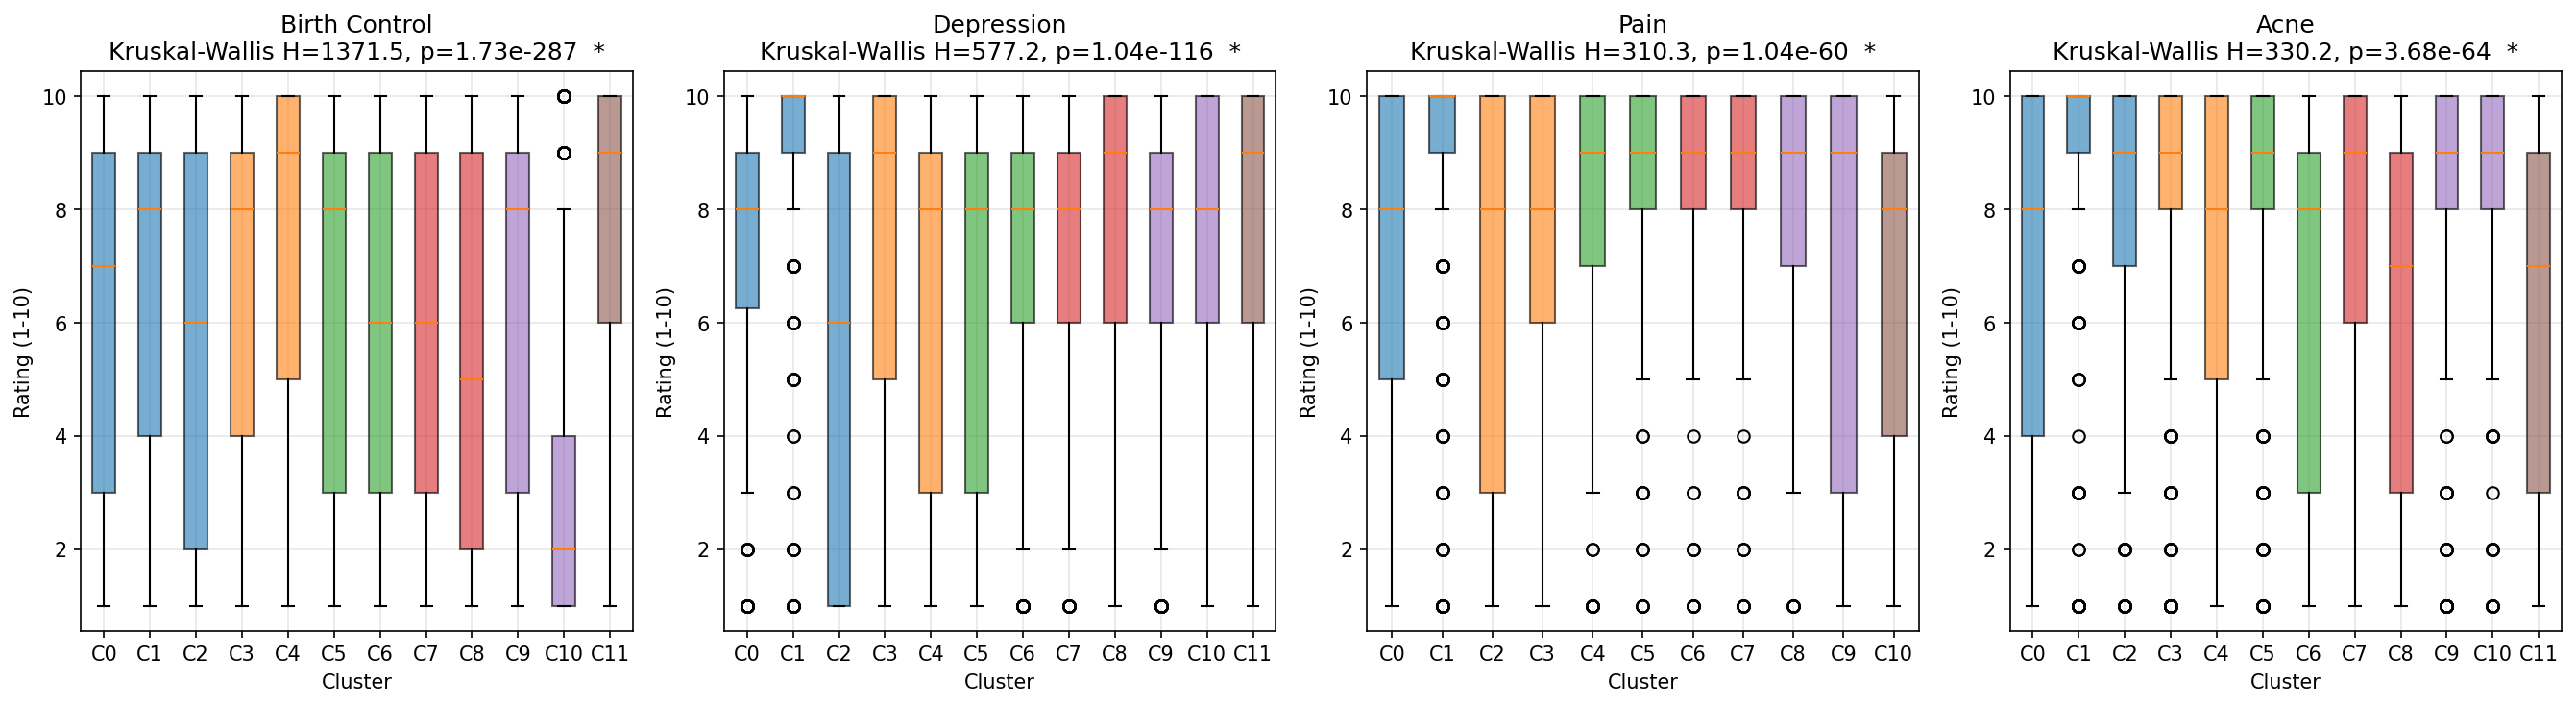 Birth Control
Kruskal-Wallis H=1371.5, p=1.73e-287 *
Rating (1-10)
10
8
6
4
2
C0 C1 C2 C3 C4 C5 C6 C7 C8 C9 C10 C11
Cluster
Depression
Kruskal-Wallis H=577.2, p=1.04e-116 *
Rating (1-10)
10
8
6
4
2
C0 C1 C2 C3 C4 C5 C6 C7 C8 C9 C10 C11
Cluster
Pain
Kruskal-Wallis H=310.3, p=1.04e-60 *
Rating (1-10)
10
8
6
4
2
C0 C1 C2 C3 C4 C5 C6 C7 C8 C9 C10
Cluster
Acne
Kruskal-Wallis H=330.2, p=3.68e-64 *
Rating (1-10)
10
8
6
4
2
C0 C1 C2 C3 C4 C5 C6 C7 C8 C9 C10 C11
Cluster